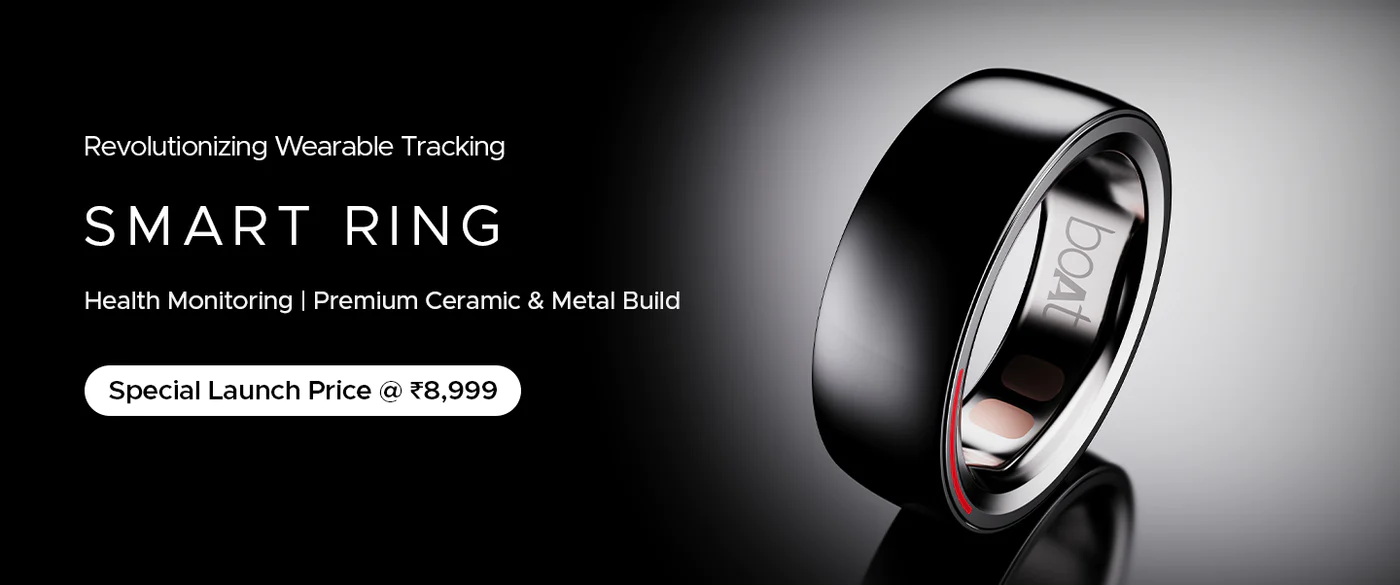 Revolutionizing Wearable Tracking
SMART RING
Health Monitoring | Premium Ceramic & Metal Build
Special Launch Price @ ₹8,999
boAt